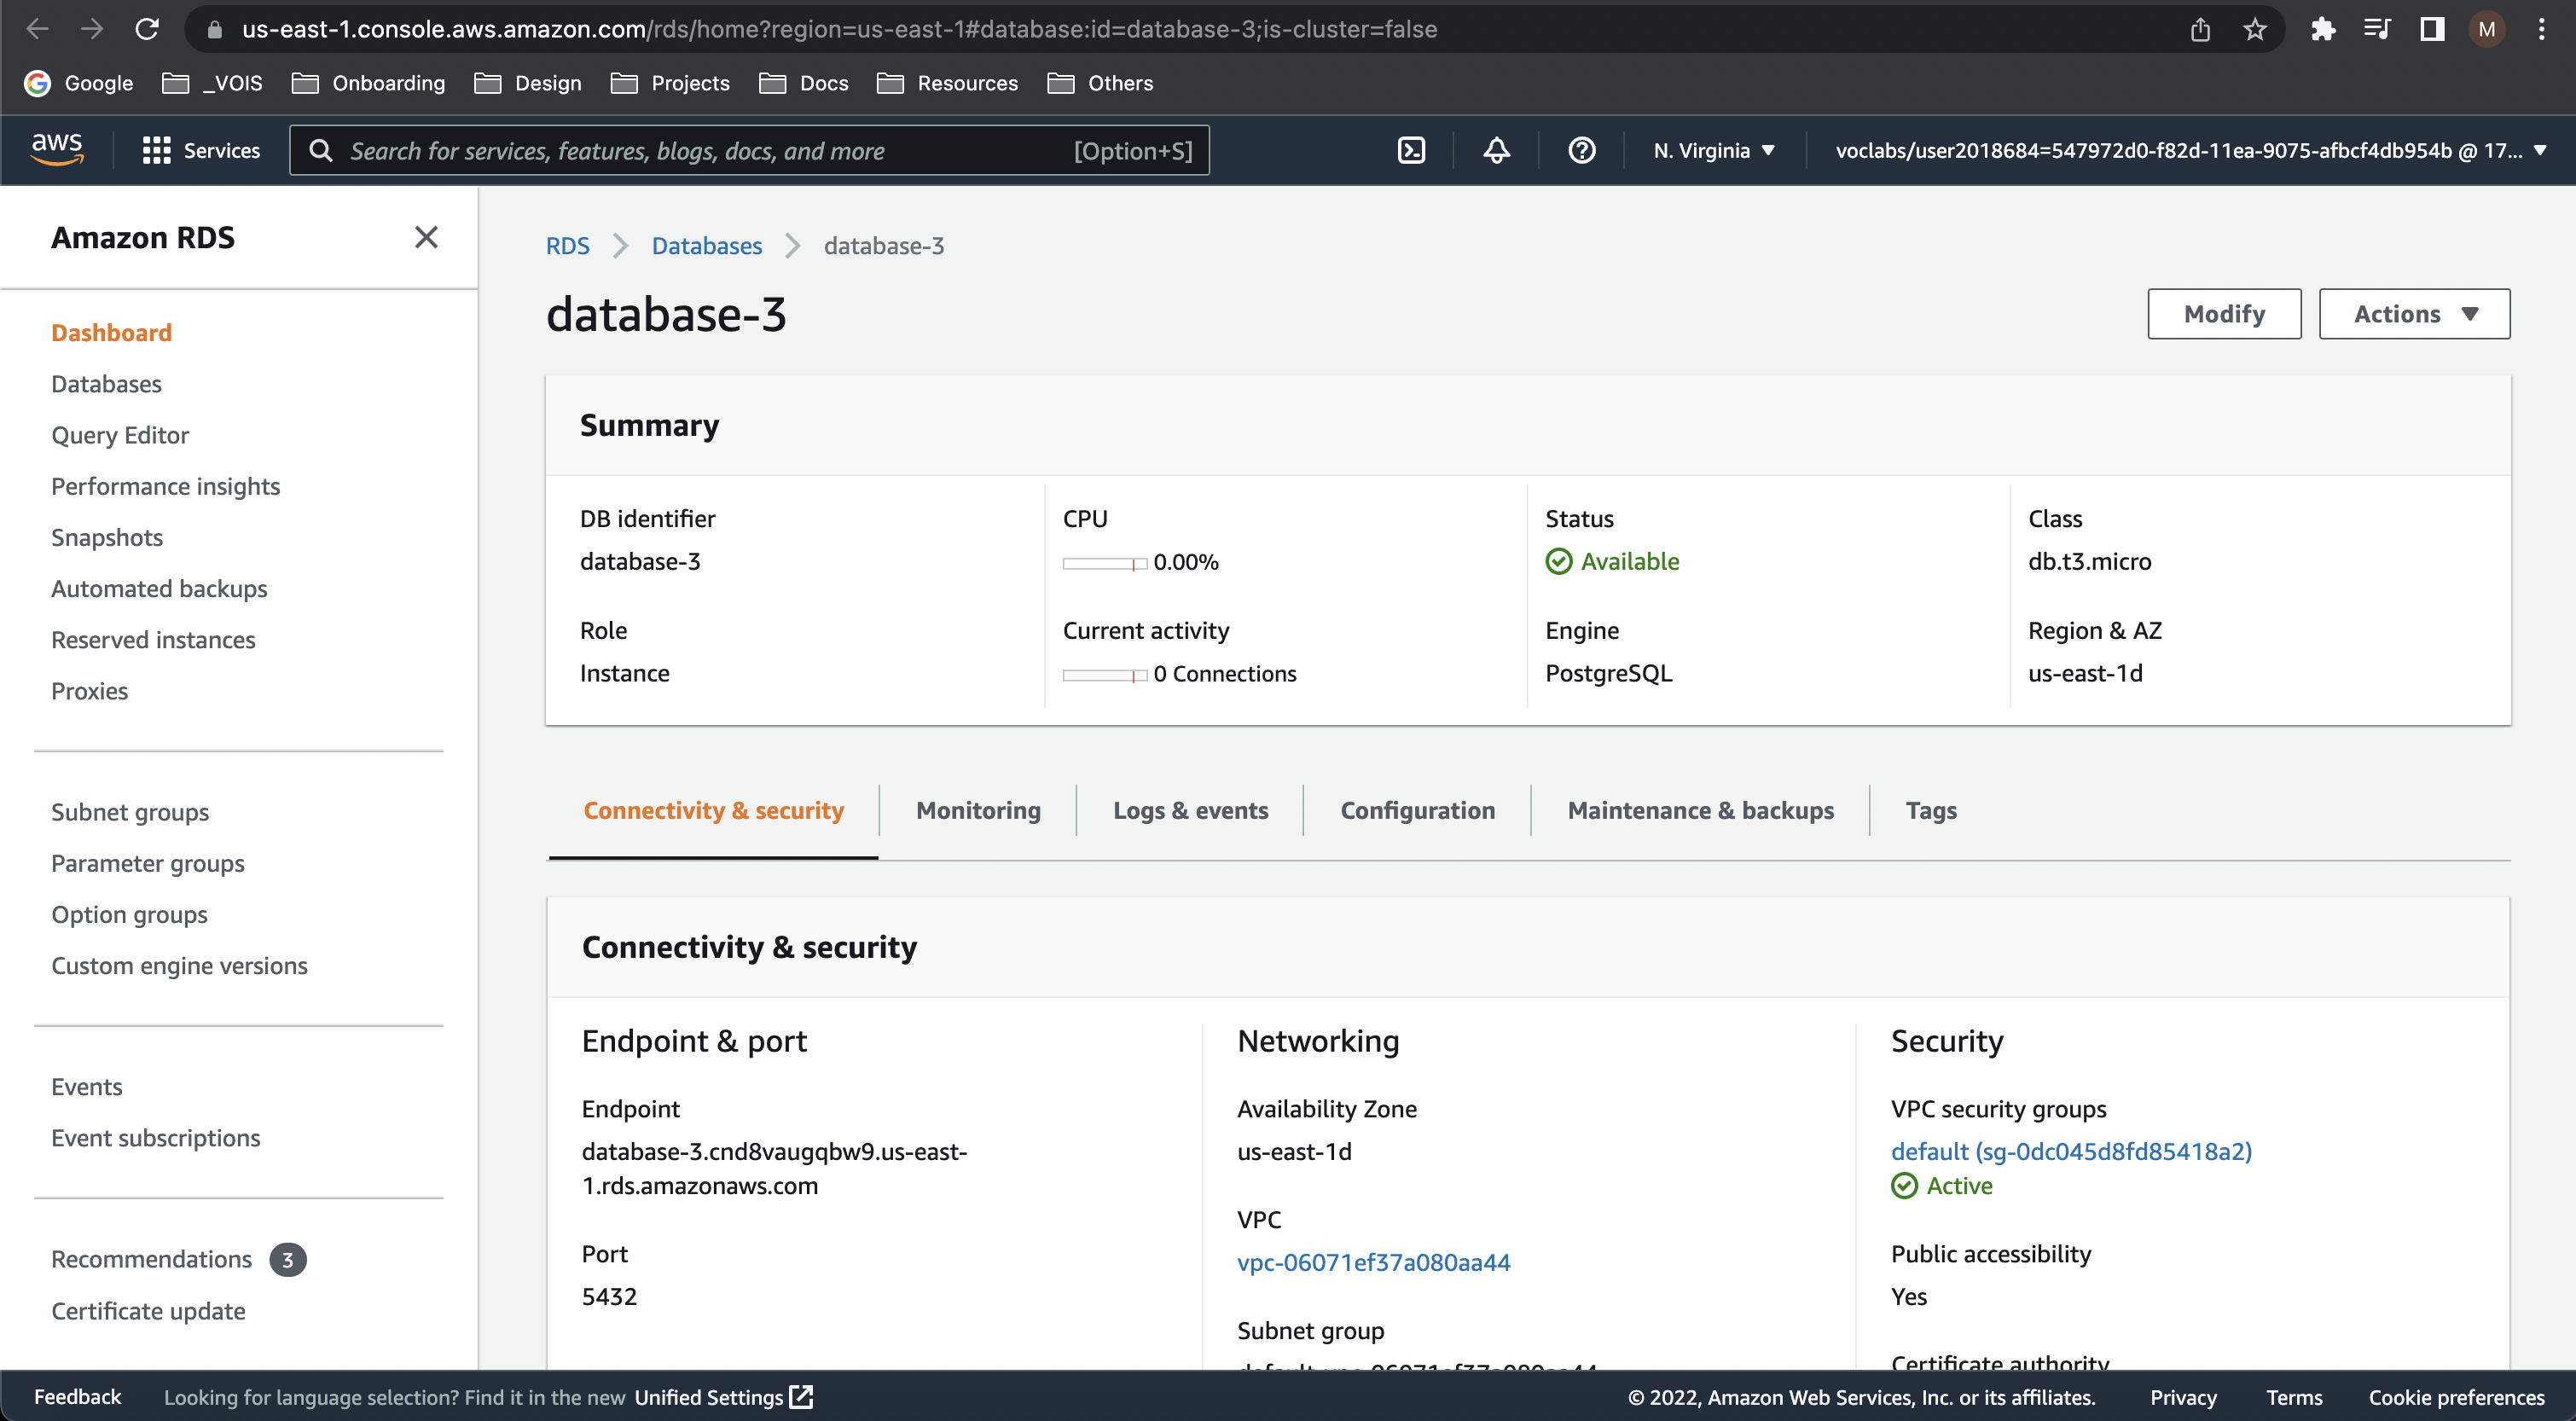 us-east-1.console.aws.amazon.com/rds/home?region=us-east-1#database:id=database-3;is-cluster=false
M
Google
_VOIS
Onboarding
Design
Projects
Docs
Resources
Others
aws
Services
Search for services, features, blogs, docs, and more
[Option+S]
N. Virginia
voclabs/user2018684=547972d0-f82d-11ea-9075-afbcf4db954b @ 17...
Amazon RDS
Dashboard
Databases
Query Editor
Performance insights
Snapshots
Automated backups
Reserved instances
Proxies
Subnet groups
Parameter groups
Option groups
Custom engine versions
Events
Event subscriptions
Recommendations 3
Certificate update
RDS
Databases
database-3
database-3
Modify
Actions
Summary
DB identifier
database-3
CPU
0.00%
Status
Available
Class
db.t3.micro
Role
Instance
Current activity
0 Connections
Engine
PostgreSQL
Region & AZ
us-east-1d
Connectivity & security
Monitoring
Logs & events
Configuration
Maintenance & backups
Tags
Connectivity & security
Endpoint & port
Endpoint
database-3.cnd8vaugqbw9.us-east-
1.rds.amazonaws.com
Port
5432
Networking
Availability Zone
us-east-1d
VPC
vpc-06071ef37a080aa44
Subnet group
default-vpc-06071ef37a080aa44
Security
VPC security groups
default (sg-0dc045d8fd85418a2)
Active
Public accessibility
Yes
Certificate authority
Feedback
Looking for language selection? Find it in the new Unified Settings
© 2022, Amazon Web Services, Inc. or its affiliates.
Privacy
Terms
Cookie preferences